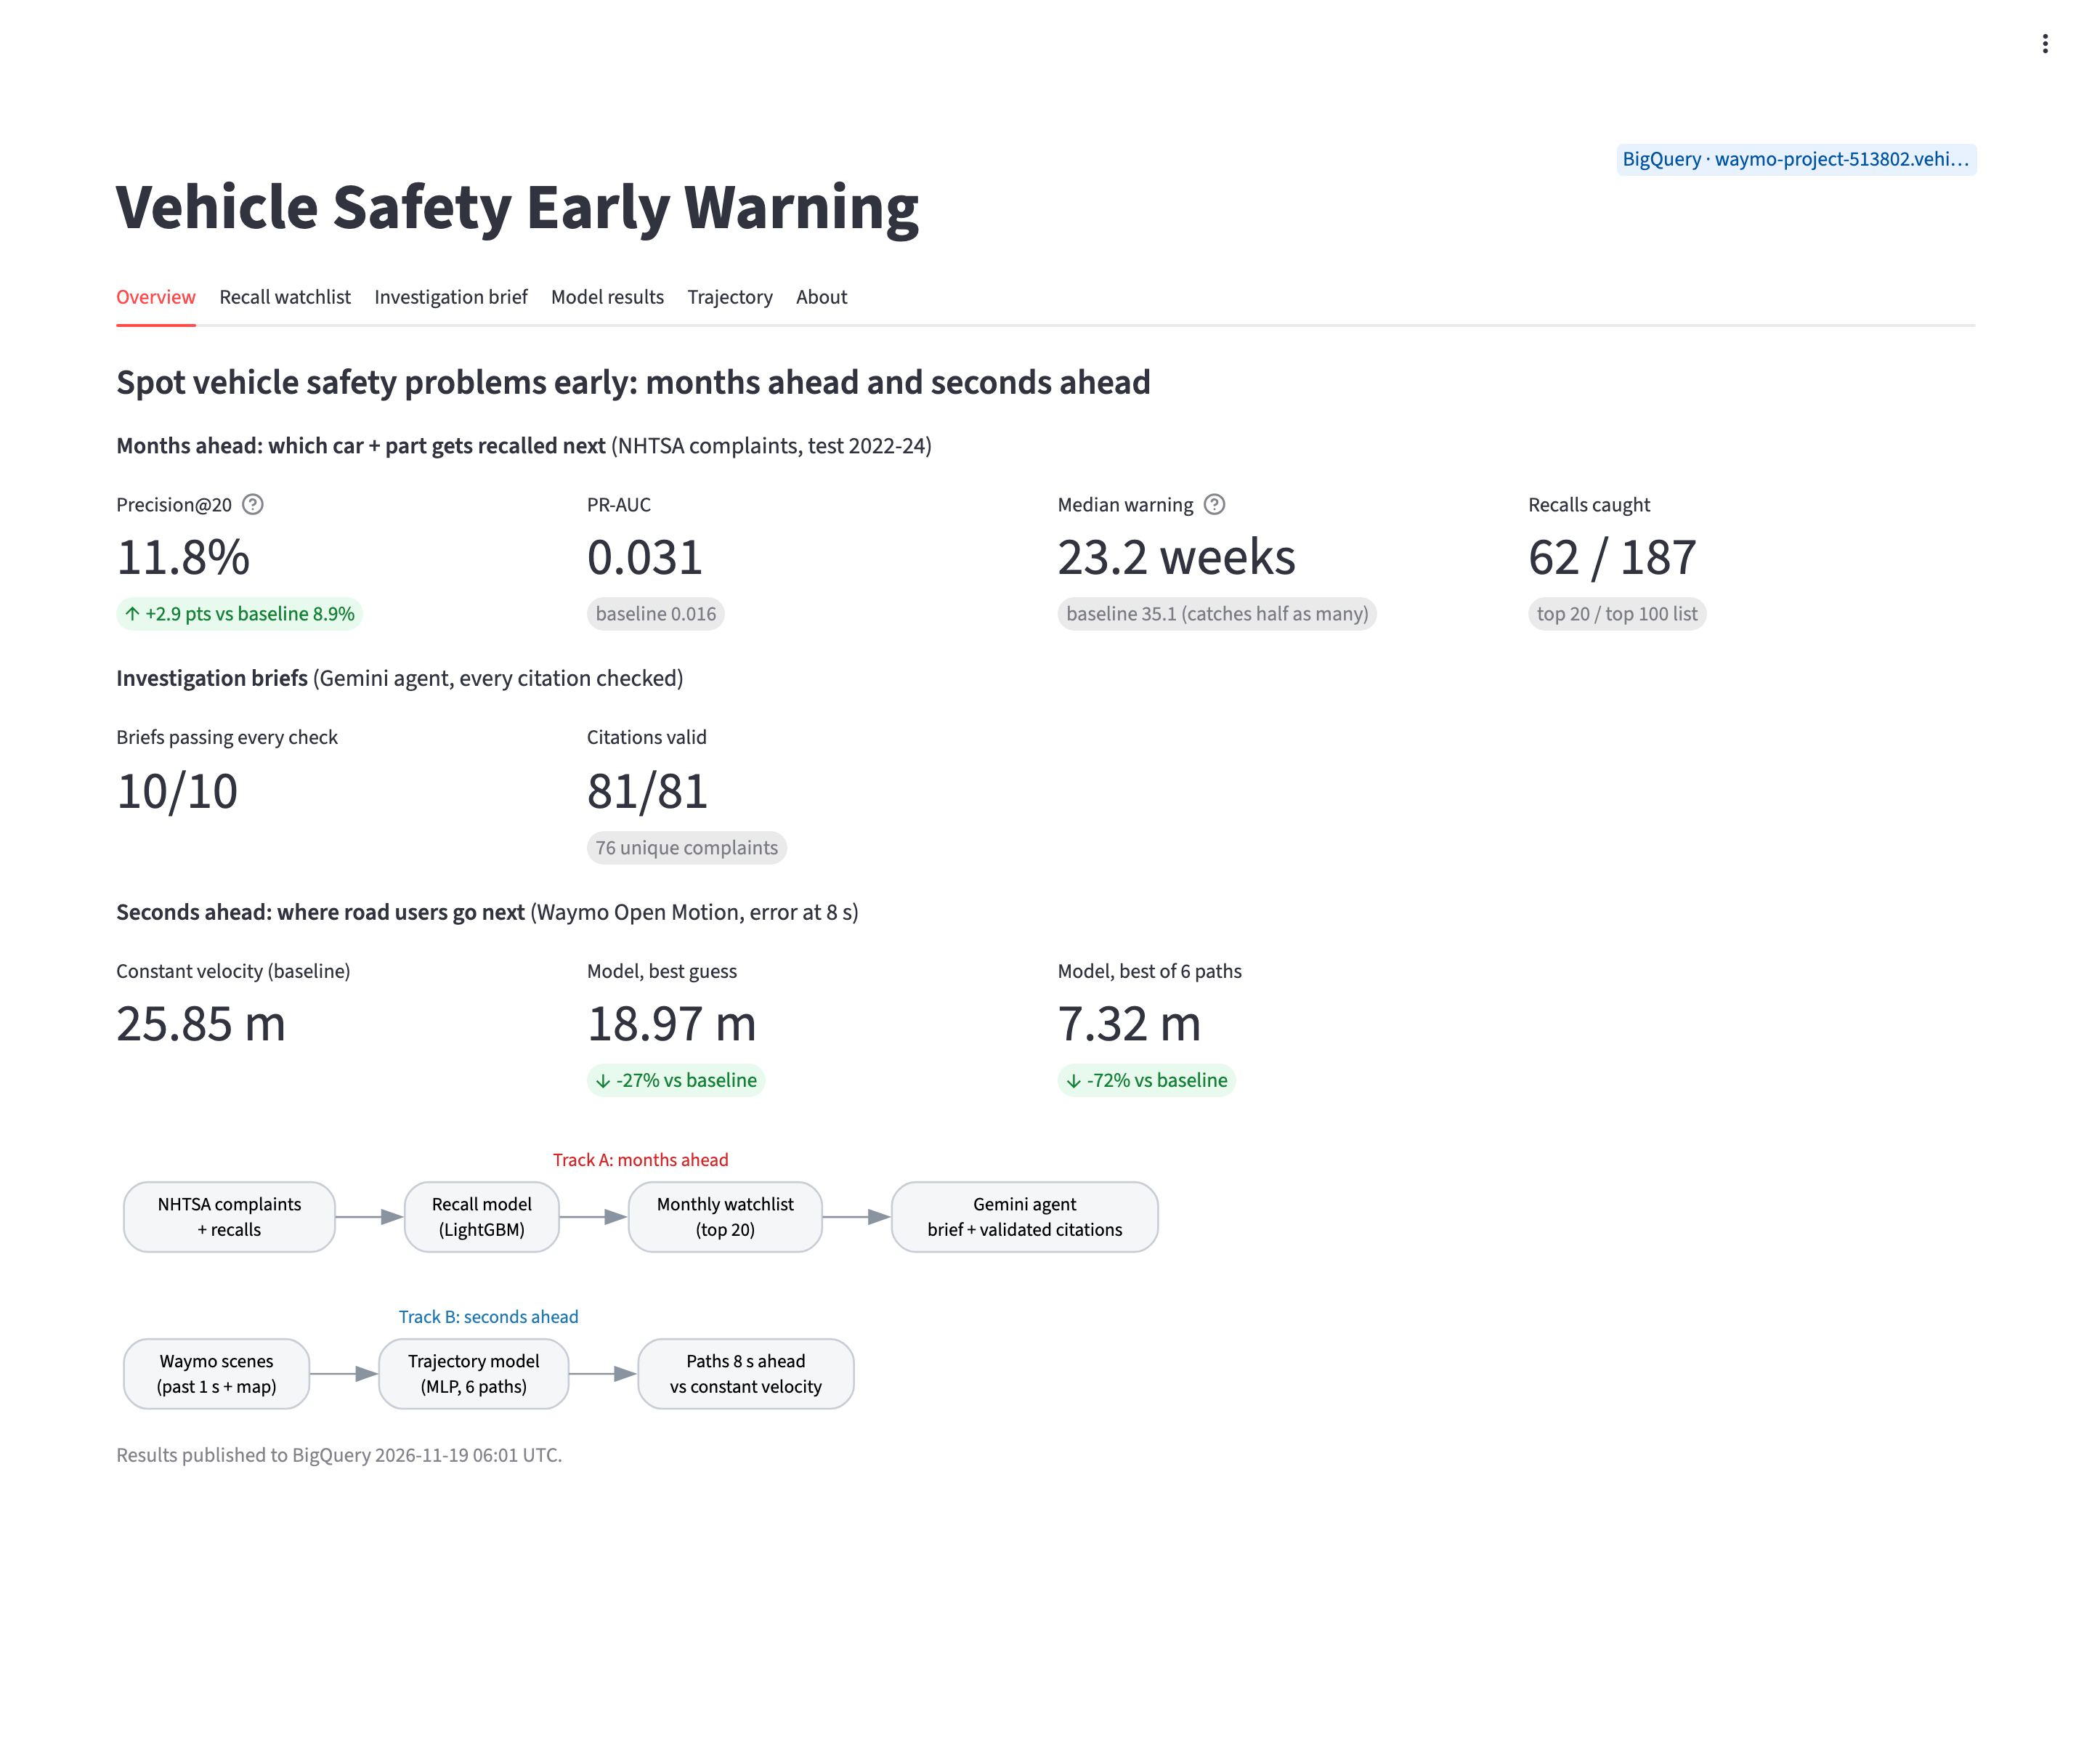 BigQuery · waymo-project-513802.vehi…
Vehicle Safety Early Warning
Overview Recall watchlist Investigation brief Model results Trajectory About
Spot vehicle safety problems early: months ahead and seconds ahead
Months ahead: which car + part gets recalled next (NHTSA complaints, test 2022-24)
Precision@20 PR-AUC Median warning Recalls caught
11.8% 0.031 23.2 weeks 62 / 187
↑ +2.9 pts vs baseline 8.9% baseline 0.016 baseline 35.1 (catches half as many) top 20 / top 100 list
Investigation briefs (Gemini agent, every citation checked)
Briefs passing every check Citations valid
10/10 81/81
76 unique complaints
Seconds ahead: where road users go next (Waymo Open Motion, error at 8 s)
Constant velocity (baseline) Model, best guess Model, best of 6 paths
25.85 m 18.97 m 7.32 m
↓ -27% vs baseline ↓ -72% vs baseline
Track A: months ahead
NHTSA complaints Recall model Monthly watchlist Gemini agent
+ recalls (LightGBM) (top 20) brief + validated citations
Track B: seconds ahead
Waymo scenes Trajectory model Paths 8 s ahead
(past 1 s + map) (MLP, 6 paths) vs constant velocity
Results published to BigQuery 2026-11-19 06:01 UTC.